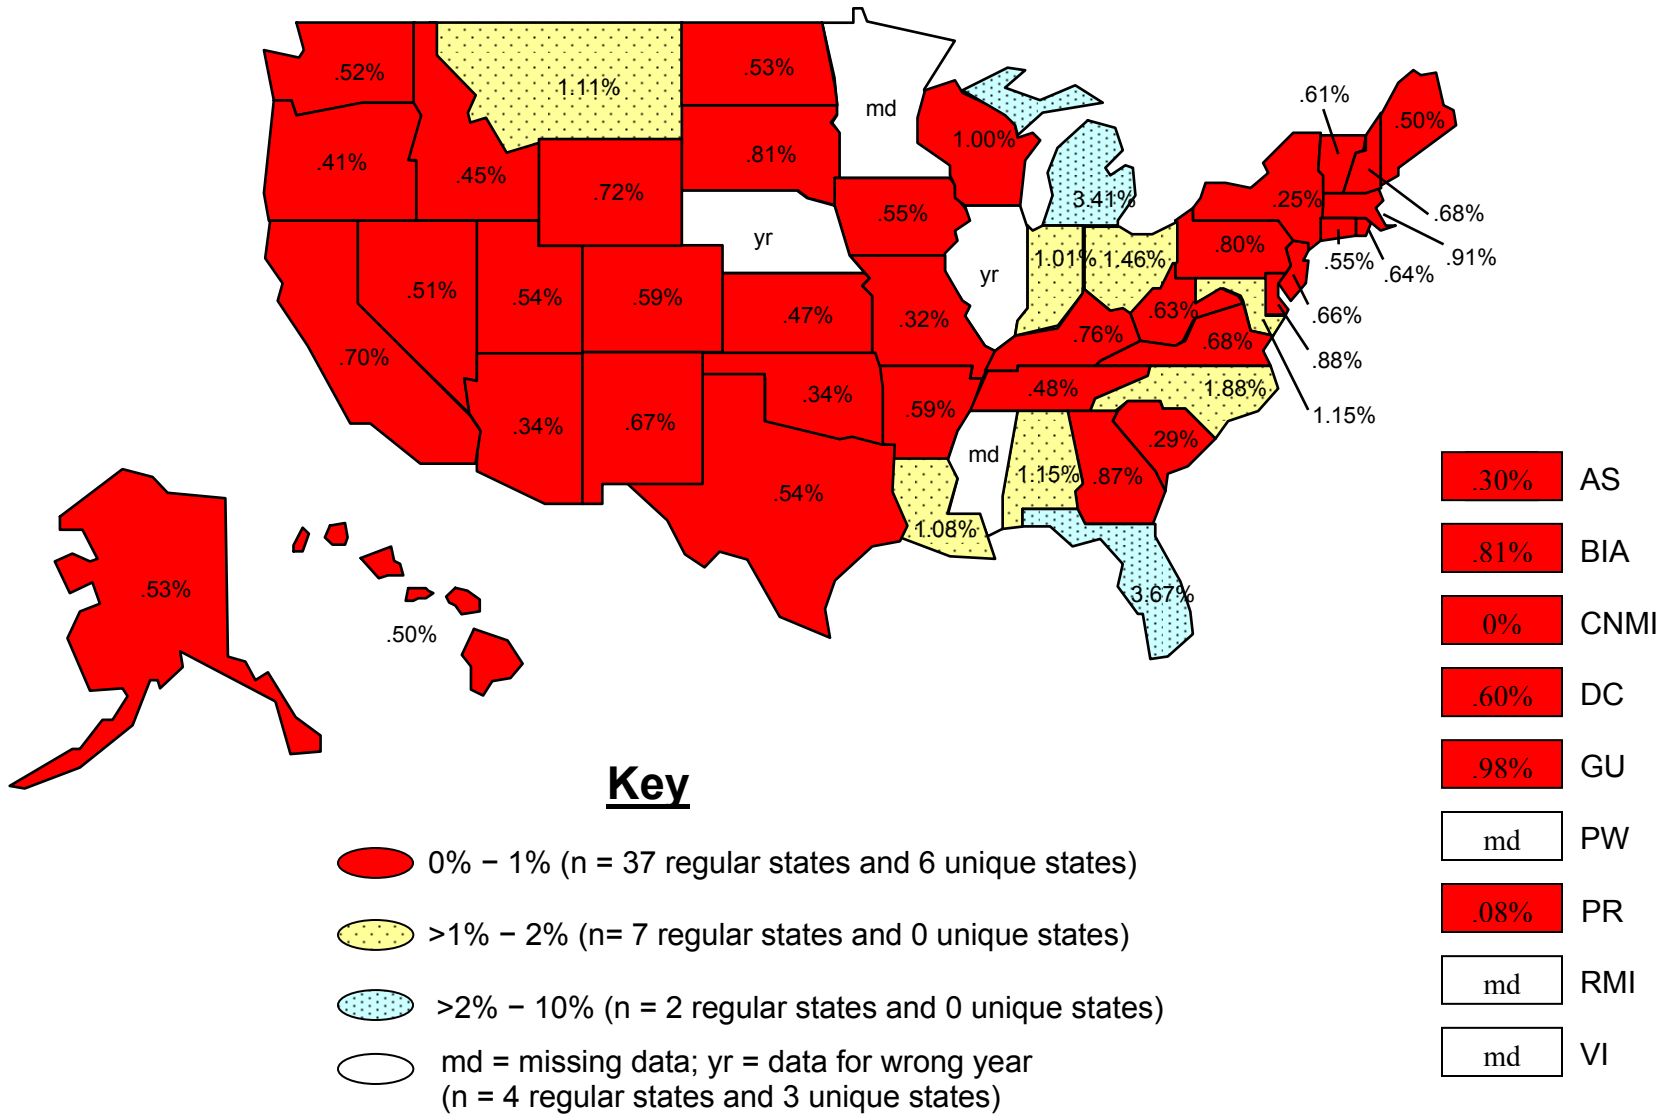 .52%
1.11%
.53%
md
.61%
.50%
1.00%
.41%
.45%
.81%
.72%
3.41%
.25%
.68%
.55%
yr
.80%
.91%
.55%
.64%
1.01%
1.46%
yr
.51%
.54%
.59%
.47%
.32%
.63%
.66%
.76%
.68%
.88%
.70%
1.15%
.34%
.67%
.34%
.59%
.48%
1.88%
.29%
md
1.15%
.87%
.54%
1.08%
3.67%
.53%
.50%
.30% AS
.81% BIA
0% CNMI
.60% DC
.98% GU
md PW
.08% PR
md RMI
md VI
Key
0% − 1% (n = 37 regular states and 6 unique states)
>1% − 2% (n= 7 regular states and 0 unique states)
>2% − 10% (n = 2 regular states and 0 unique states)
md = missing data; yr = data for wrong year
(n = 4 regular states and 3 unique states)